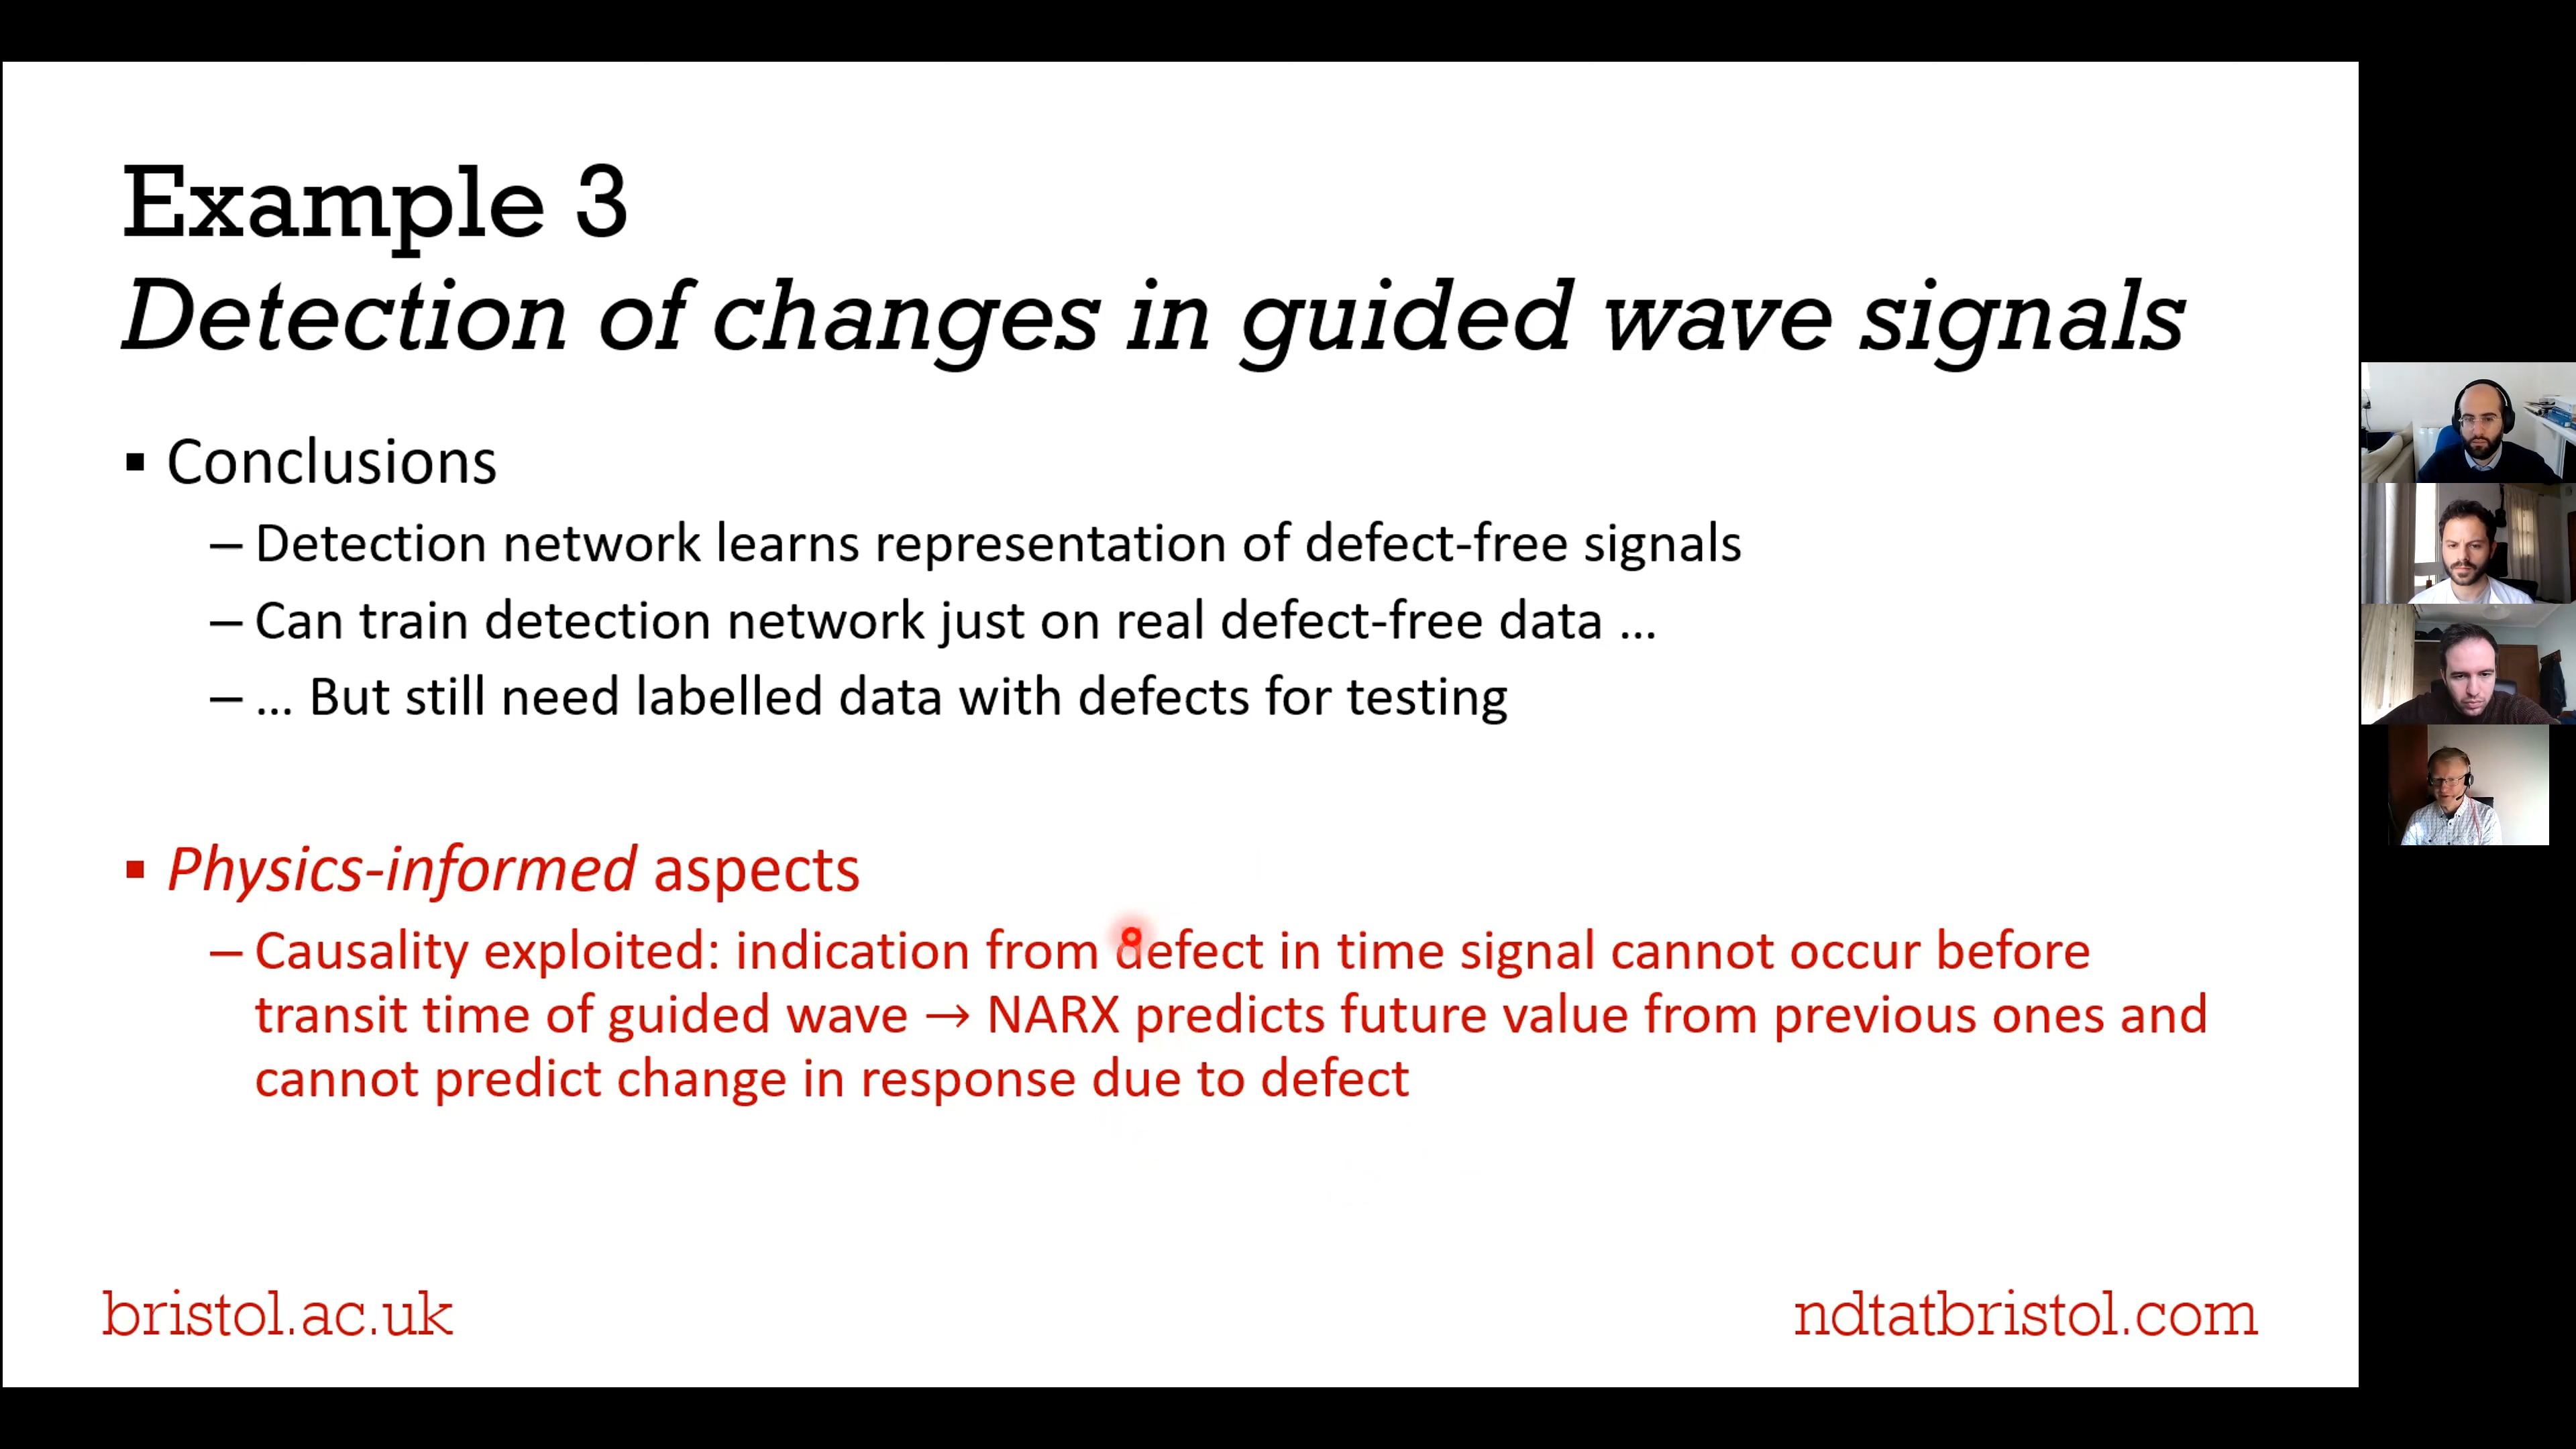 Example 3
Detection of changes in guided wave signals
▪ Conclusions
– Detection network learns representation of defect-free signals
– Can train detection network just on real defect-free data ...
– ... But still need labelled data with defects for testing
▪ Physics-informed aspects
– Causality exploited: indication from defect in time signal cannot occur before
transit time of guided wave → NARX predicts future value from previous ones and
cannot predict change in response due to defect
bristol.ac.uk
ndtatbristol.com